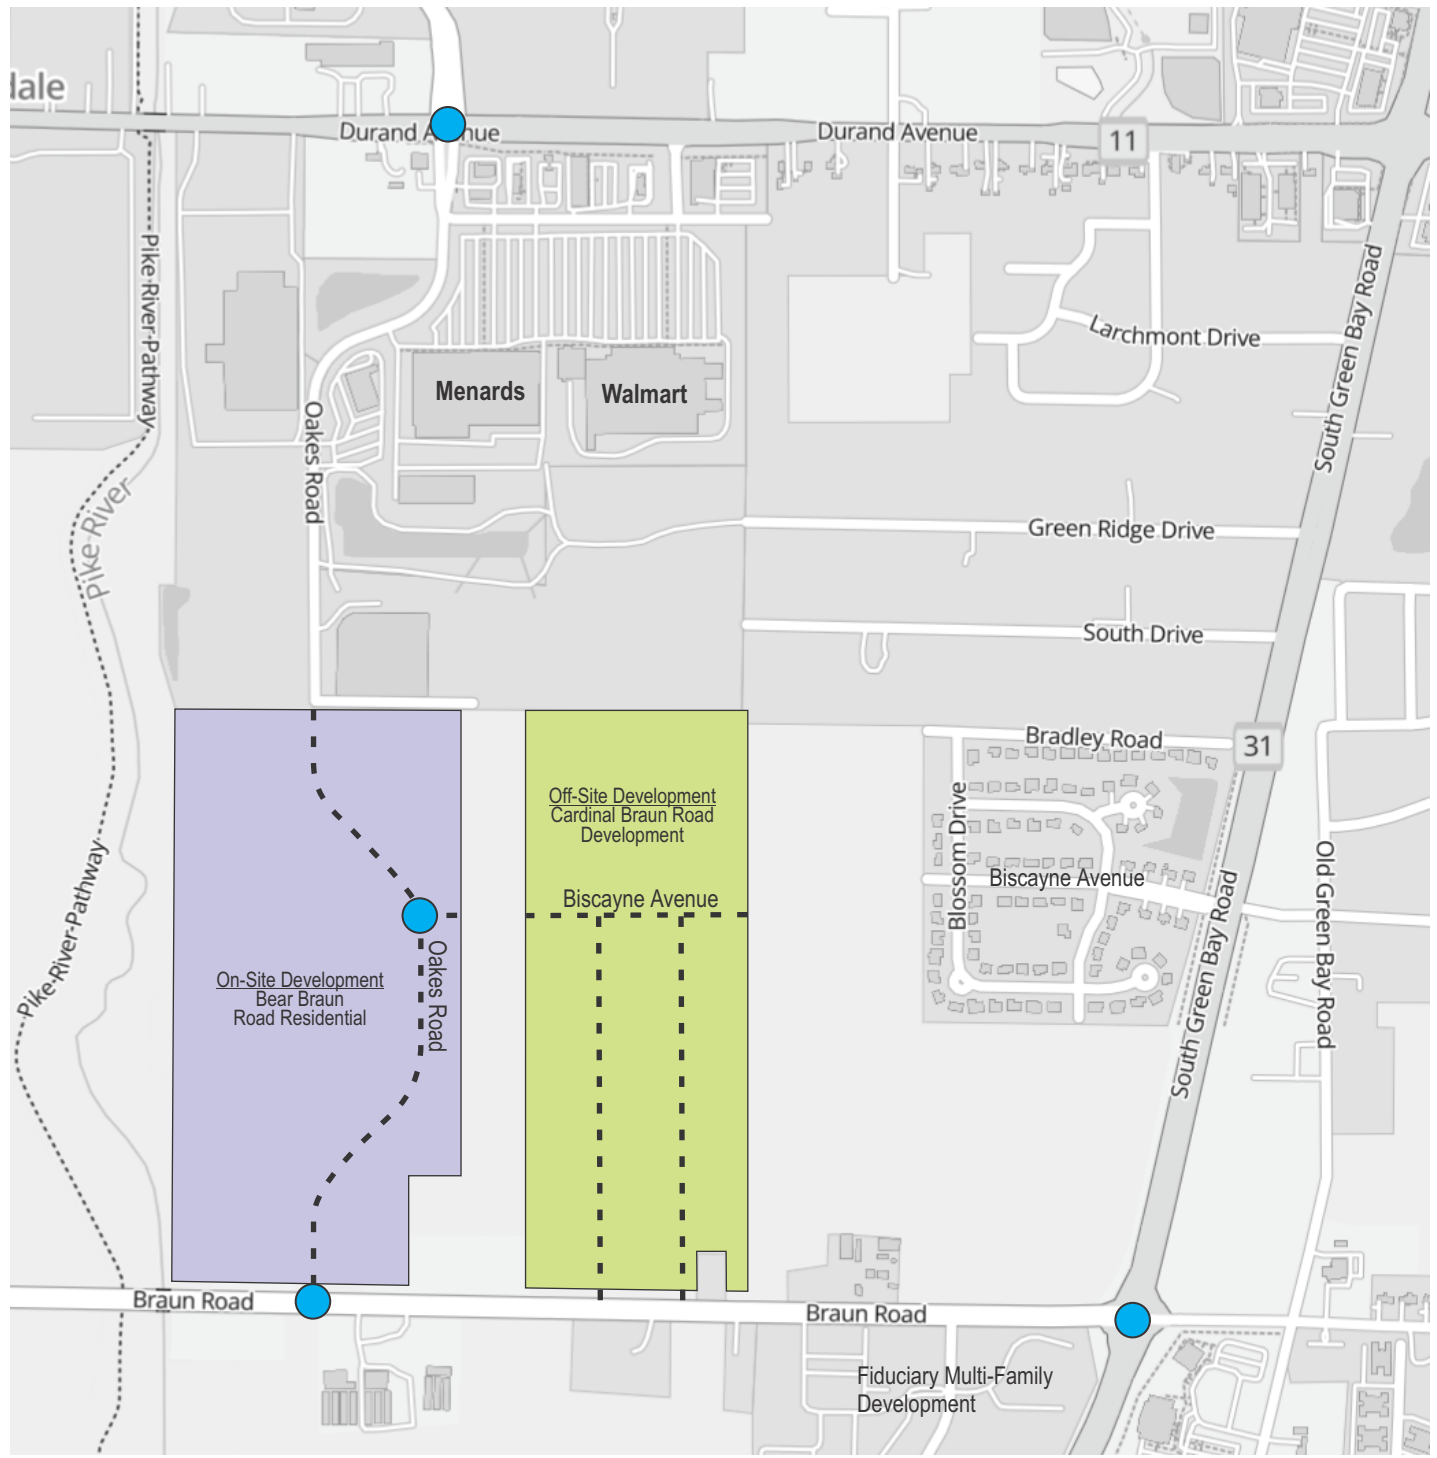 dale
Durand Avenue
Durand Avenue
11
Pike River Pathway
South Green Bay Road
Larchmont Drive
Menards
Walmart
Oakes Road
Pike River
Green Ridge Drive
South Drive
Bradley Road
31
Off-Site Development
Cardinal Braun Road
Development
Blossom Drive
Pike River Pathway
Old Green Bay Road
Biscayne Avenue
Biscayne Avenue
South Green Bay Road
Oakes Road
On-Site Development
Bear Braun
Road Residential
Braun Road
Braun Road
Fiduciary Multi-Family
Development